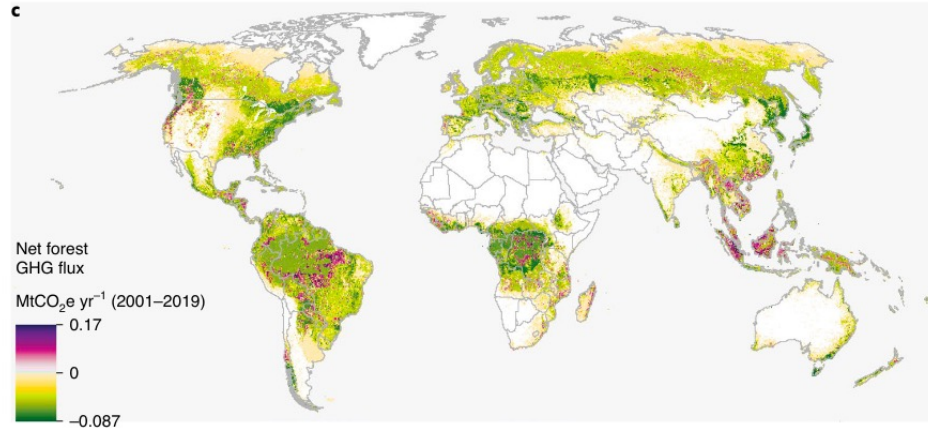 c
Net forest
GHG flux
MtCO₂e yr⁻¹ (2001–2019)
0.17
0
−0.087